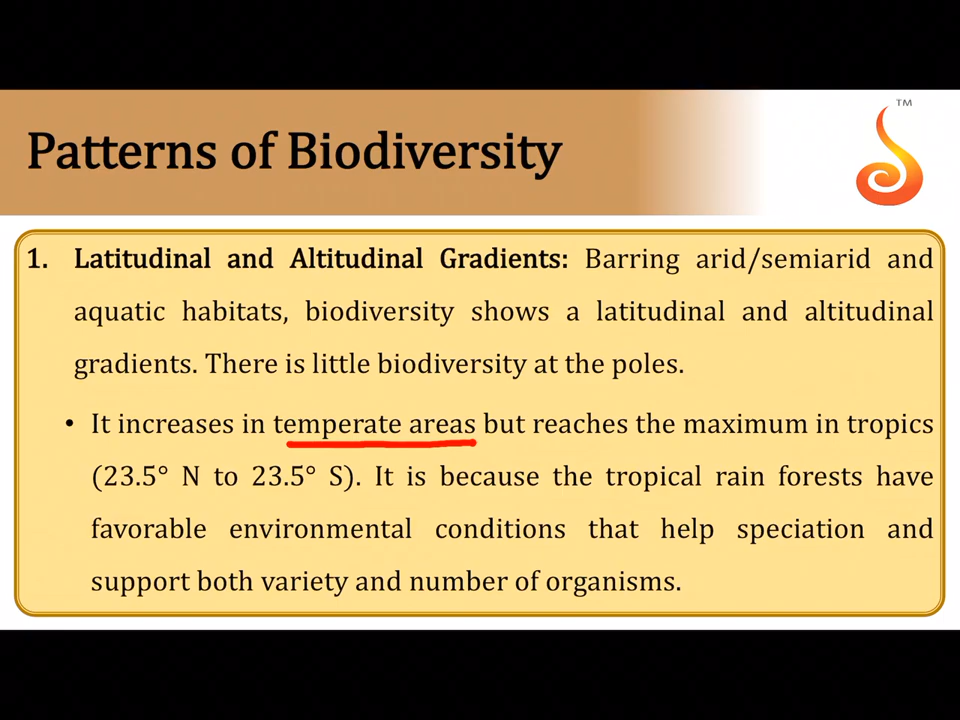 Patterns of Biodiversity
TM
1. Latitudinal and Altitudinal Gradients: Barring arid/semiarid and
aquatic habitats, biodiversity shows a latitudinal and altitudinal
gradients. There is little biodiversity at the poles.
• It increases in temperate areas but reaches the maximum in tropics
(23.5° N to 23.5° S). It is because the tropical rain forests have
favorable environmental conditions that help speciation and
support both variety and number of organisms.